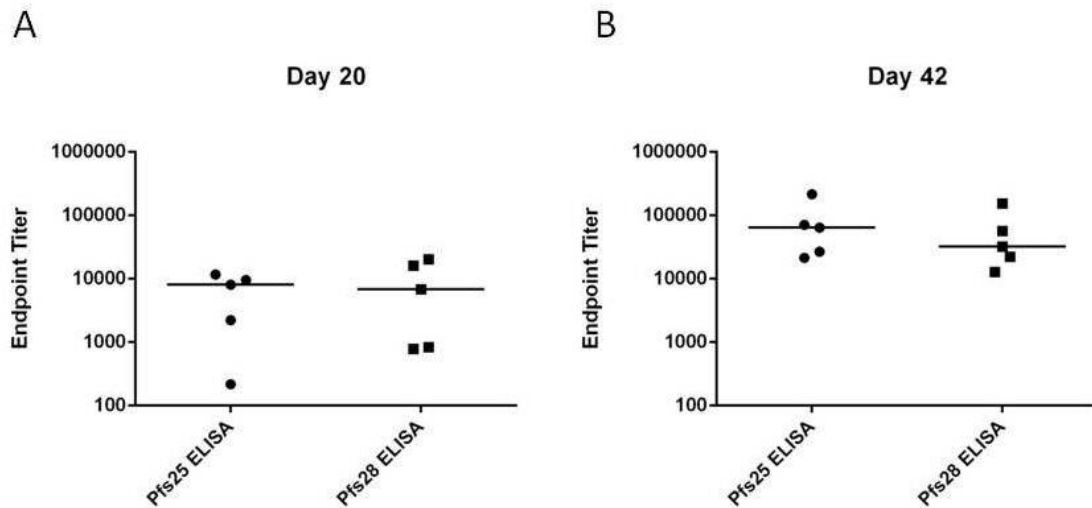 A
Day 20
Endpoint Titer
1000000
100000
10000
1000
100
Pfs25 ELISA
Pfs28 ELISA
B
Day 42
Endpoint Titer
1000000
100000
10000
1000
100
Pfs25 ELISA
Pfs28 ELISA